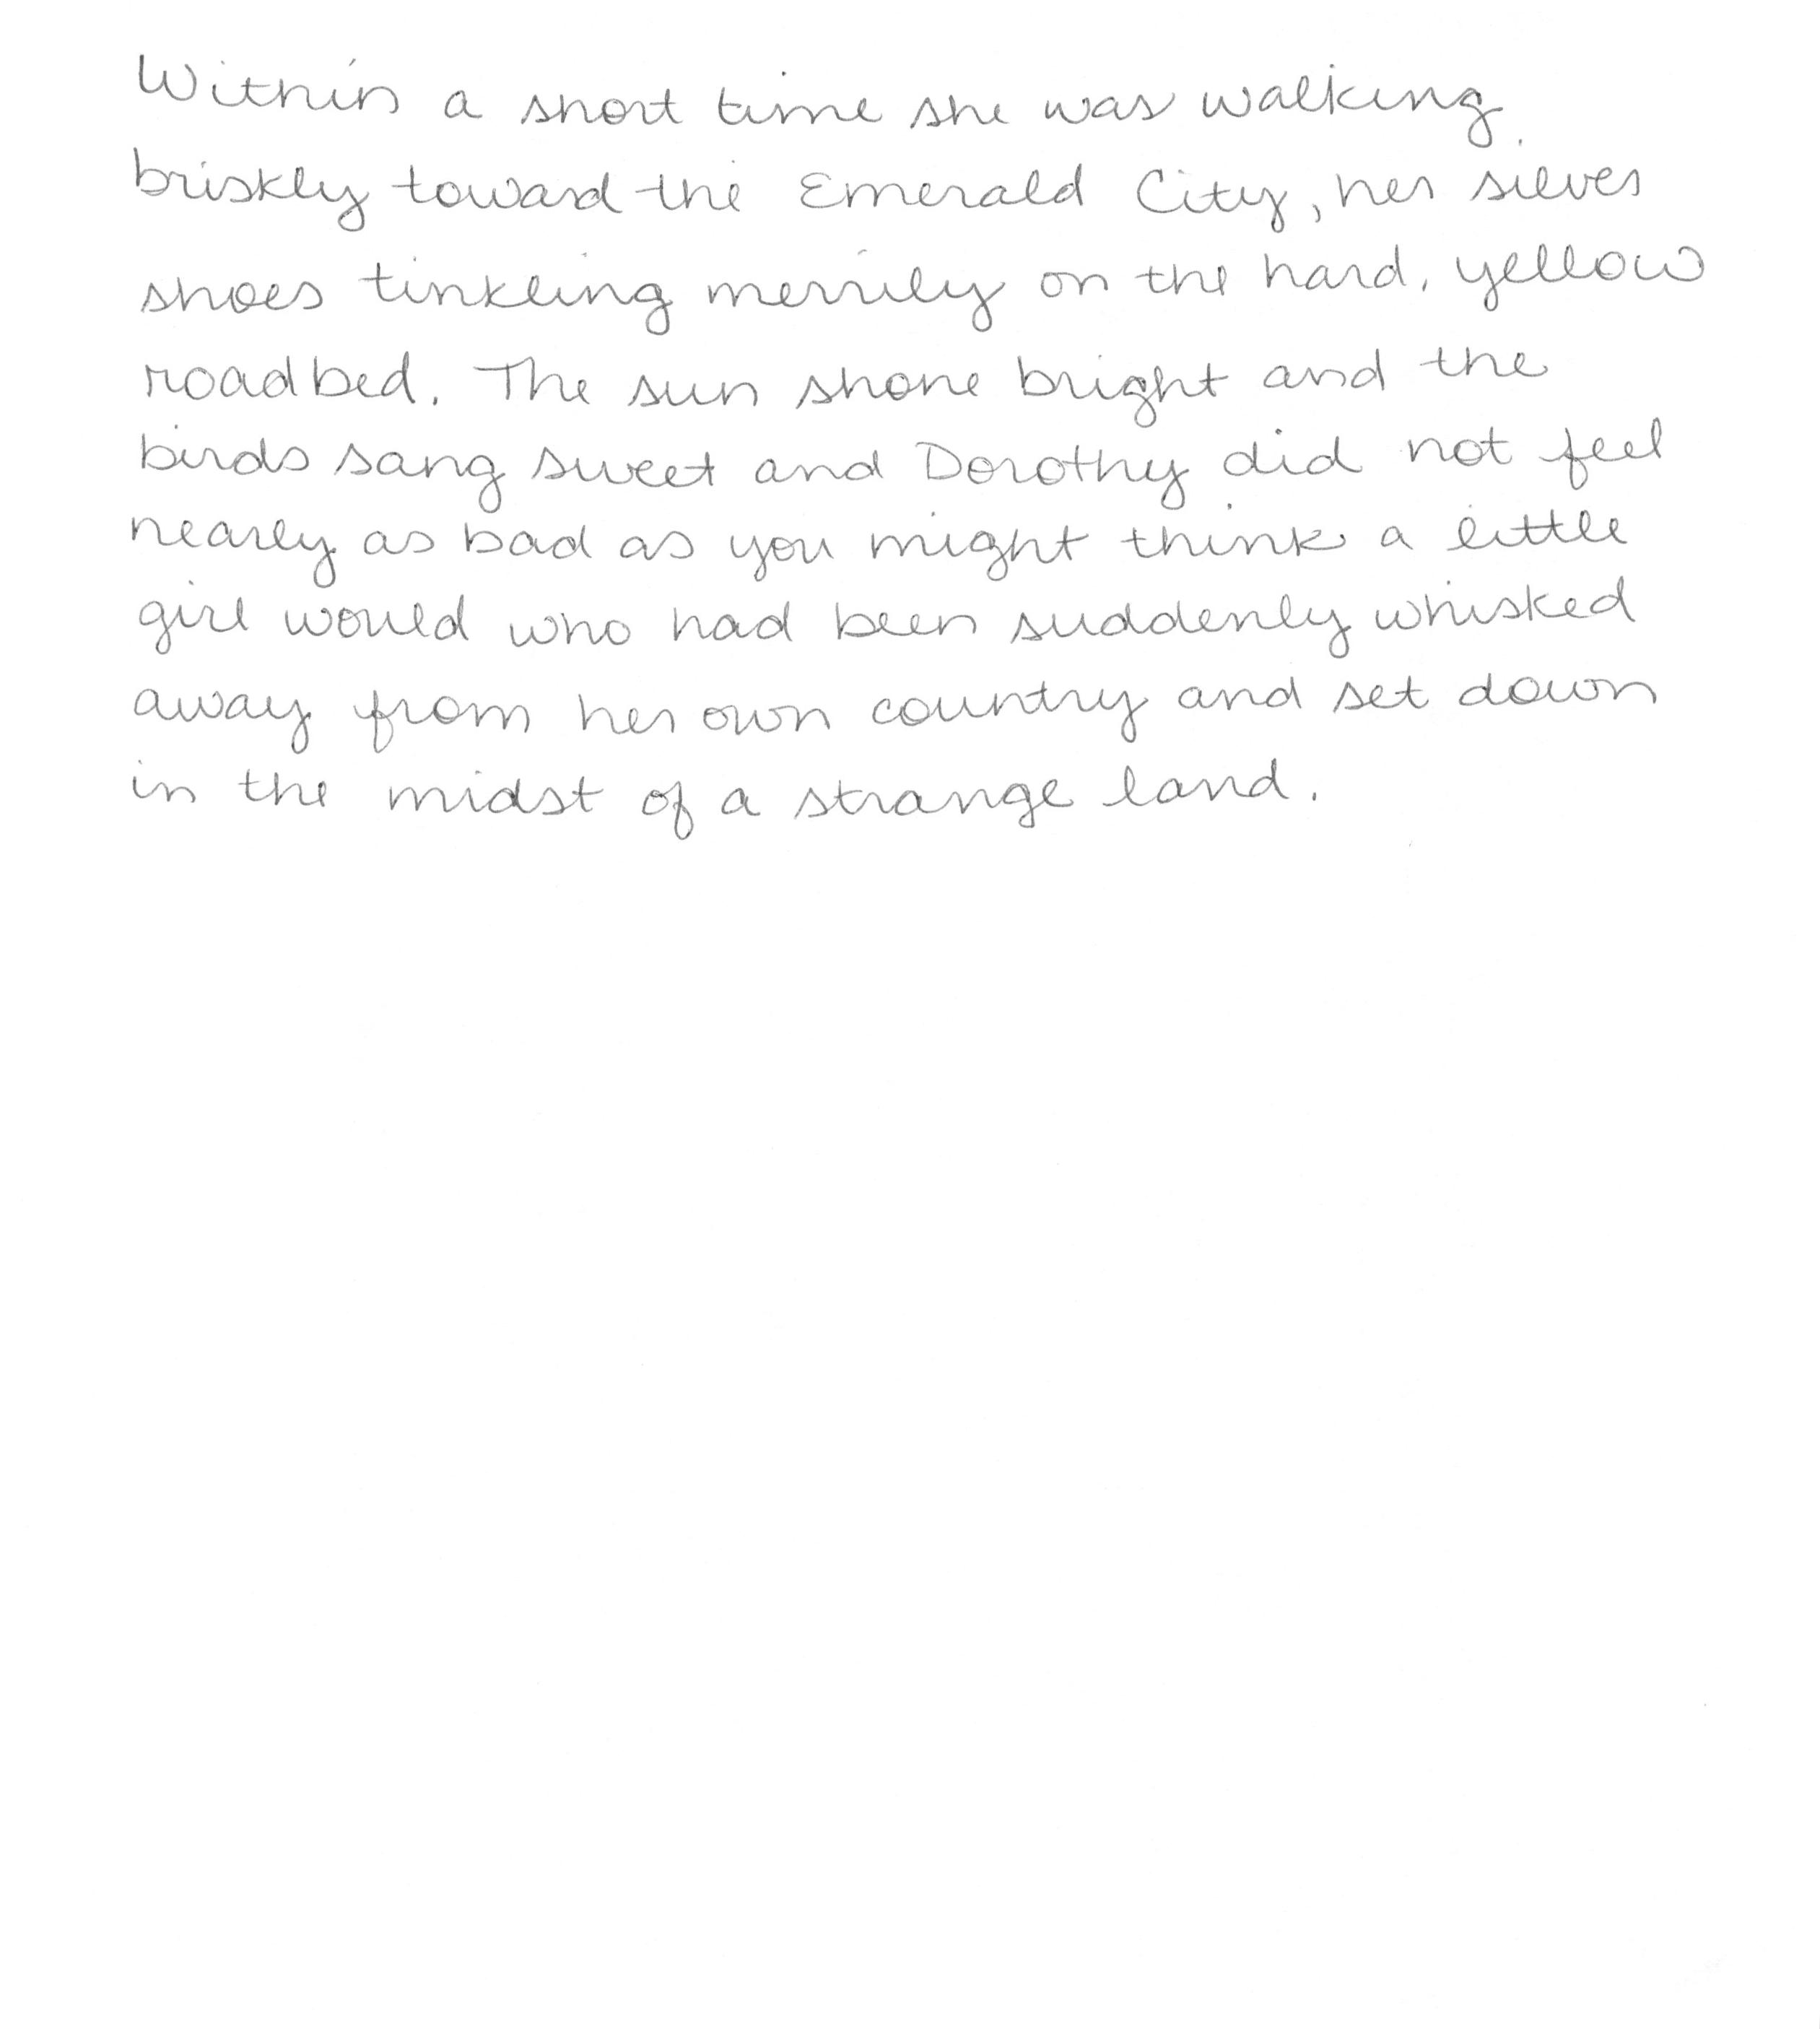 Within a short time she was walking
briskly toward the Emerald City, her silver
shoes tinkling merrily on the hard, yellow
roadbed. The sun shone bright and the
birds sang sweet and Dorothy did not feel
nearly as bad as you might think a little
girl would who had been suddenly whisked
away from her own country and set down
in the midst of a strange land.